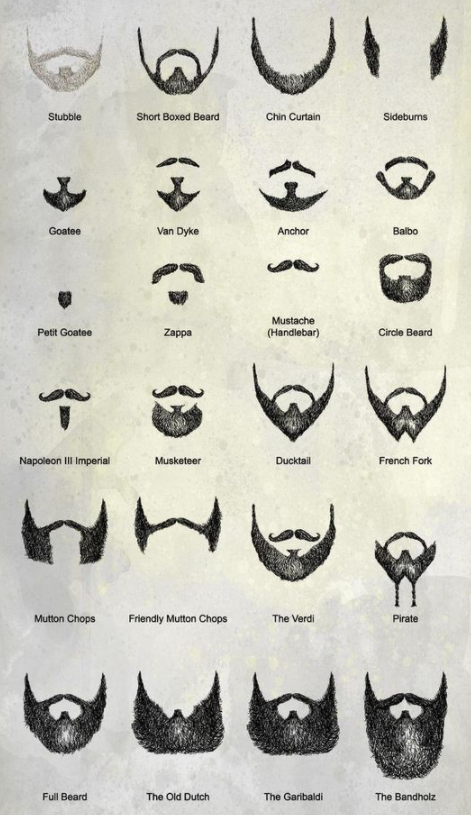 Stubble
Short Boxed Beard
Chin Curtain
Sideburns
Goatee
Van Dyke
Anchor
Balbo
Petit Goatee
Zappa
Mustache
(Handlebar)
Circle Beard
Napoleon III Imperial
Musketeer
Ducktail
French Fork
Mutton Chops
Friendly Mutton Chops
The Verdi
Pirate
Full Beard
The Old Dutch
The Garibaldi
The Bandholz